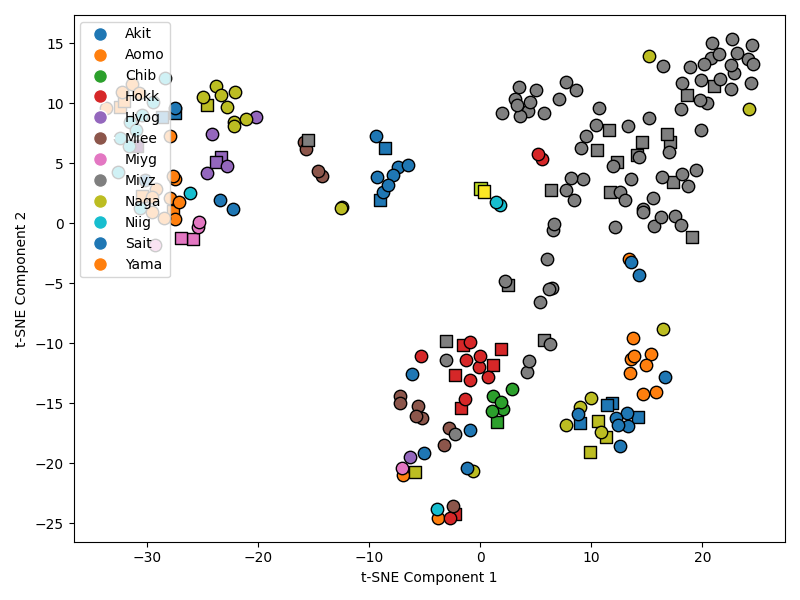 Akit
Aomo
Chib
Hokk
Hyog
Miee
Miyg
Miyz
Naga
Niig
Sait
Yama
15
10
5
0
−5
−10
−15
−20
−25
t-SNE Component 2
−30
−20
−10
0
10
20
t-SNE Component 1